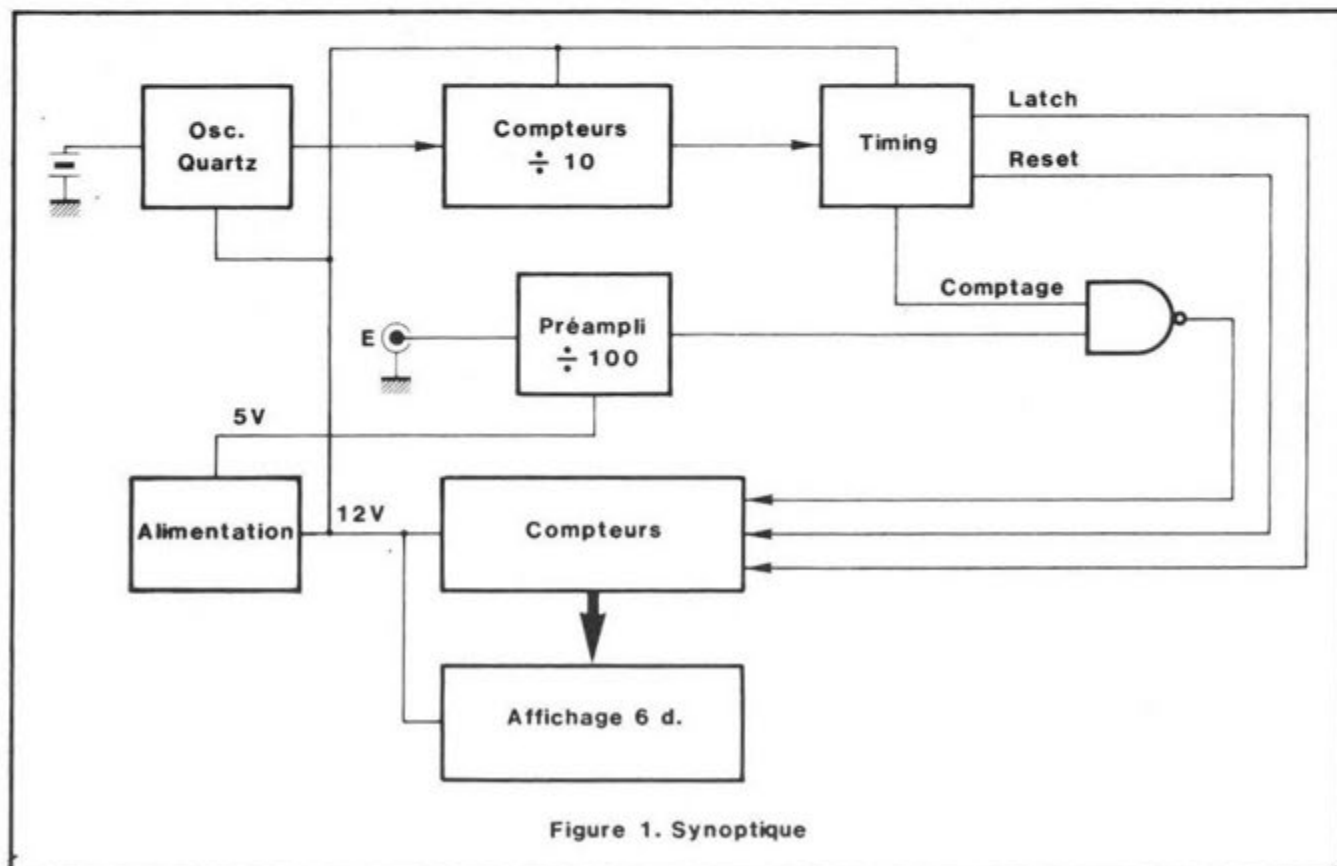 Osc.
Quartz
Compteurs
÷ 10
Timing
Latch
Reset
Comptage
E
Préampli
÷ 100
5V
Alimentation
12V
Compteurs
Affichage 6 d.
Figure 1. Synoptique